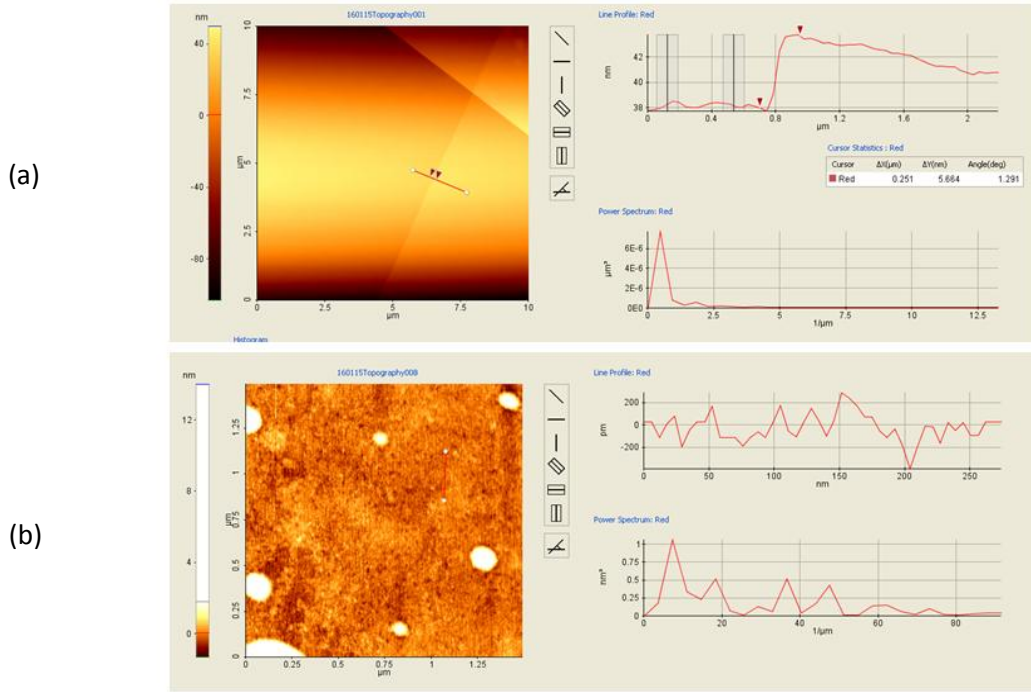 (a)
160115Topography001
nm
40
0
-40
-80
10
7.5
5
2.5
0
µm
0
2.5
5
7.5
10
µm
Line Profile: Red
nm
42
40
38
0
0.4
0.8
1.2
1.6
2
µm
Cursor Statistics : Red
Cursor ΔX(µm) ΔY(nm) Angle(deg)
Red 0.251 5.664 1.291
Power Spectrum: Red
µm³
6E-6
4E-6
2E-6
0E0
0
2.5
5
7.5
10
12.5
1/µm
Histogram
(b)
160115Topography008
nm
12
8
4
0
1.25
1
0.75
0.5
0.25
0
µm
0
0.25
0.5
0.75
1
1.25
µm
Line Profile: Red
pm
200
0
-200
0
50
100
150
200
250
nm
Power Spectrum: Red
nm³
1
0.75
0.5
0.25
0
0
20
40
60
80
1/µm